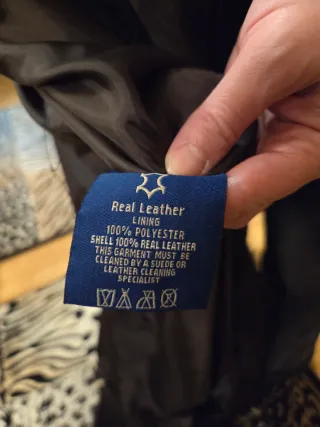 Real Leather
LINING
100% POLYESTER
SHELL 100% REAL LEATHER
THIS GARMENT MUST BE
CLEANED BY A SUEDE OR
LEATHER CLEANING
SPECIALIST